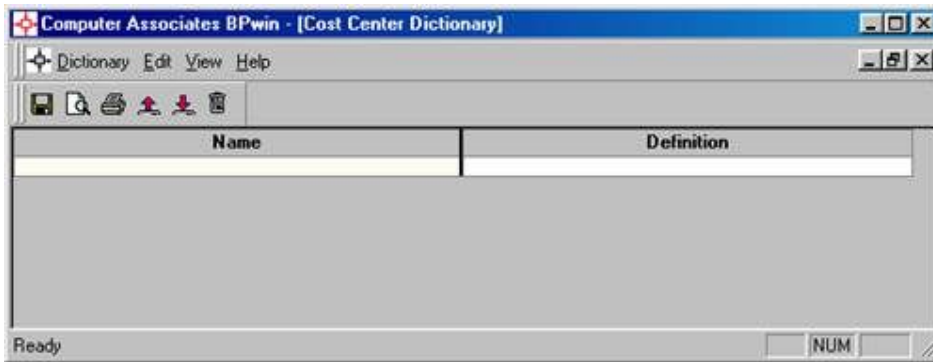 Computer Associates BPwin - [Cost Center Dictionary]
Dictionary Edit View Help
Name Definition
Ready NUM